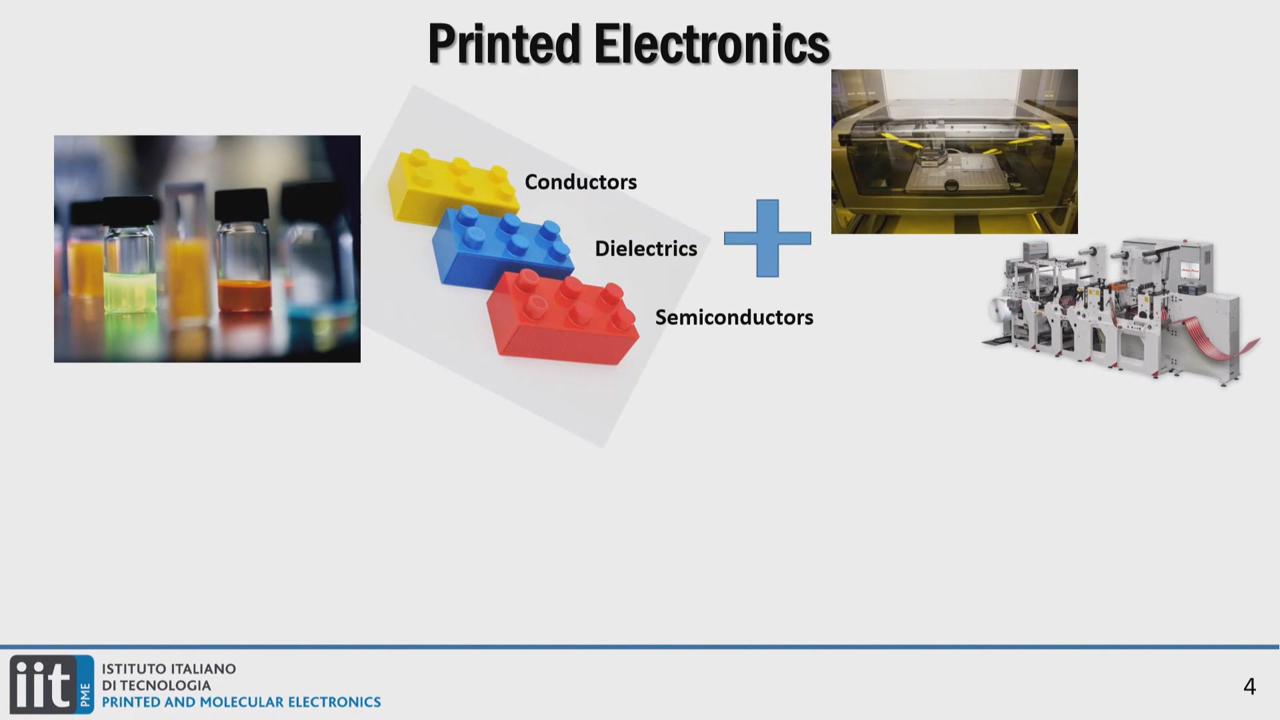 Printed Electronics
Conductors
Dielectrics
Semiconductors
iit
PME
ISTITUTO ITALIANO
DI TECNOLOGIA
PRINTED AND MOLECULAR ELECTRONICS
4